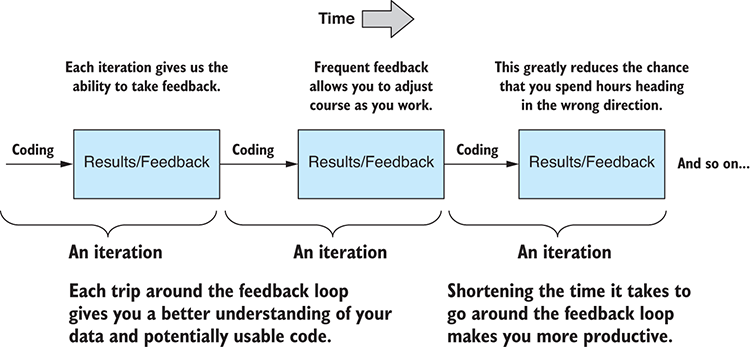 Time
Each iteration gives us the
ability to take feedback.
Frequent feedback
allows you to adjust
course as you work.
This greatly reduces the chance
that you spend hours heading
in the wrong direction.
Coding
Results/Feedback
Coding
Results/Feedback
Coding
Results/Feedback
And so on...
An iteration
An iteration
An iteration
Each trip around the feedback loop
gives you a better understanding of your
data and potentially usable code.
Shortening the time it takes to
go around the feedback loop
makes you more productive.